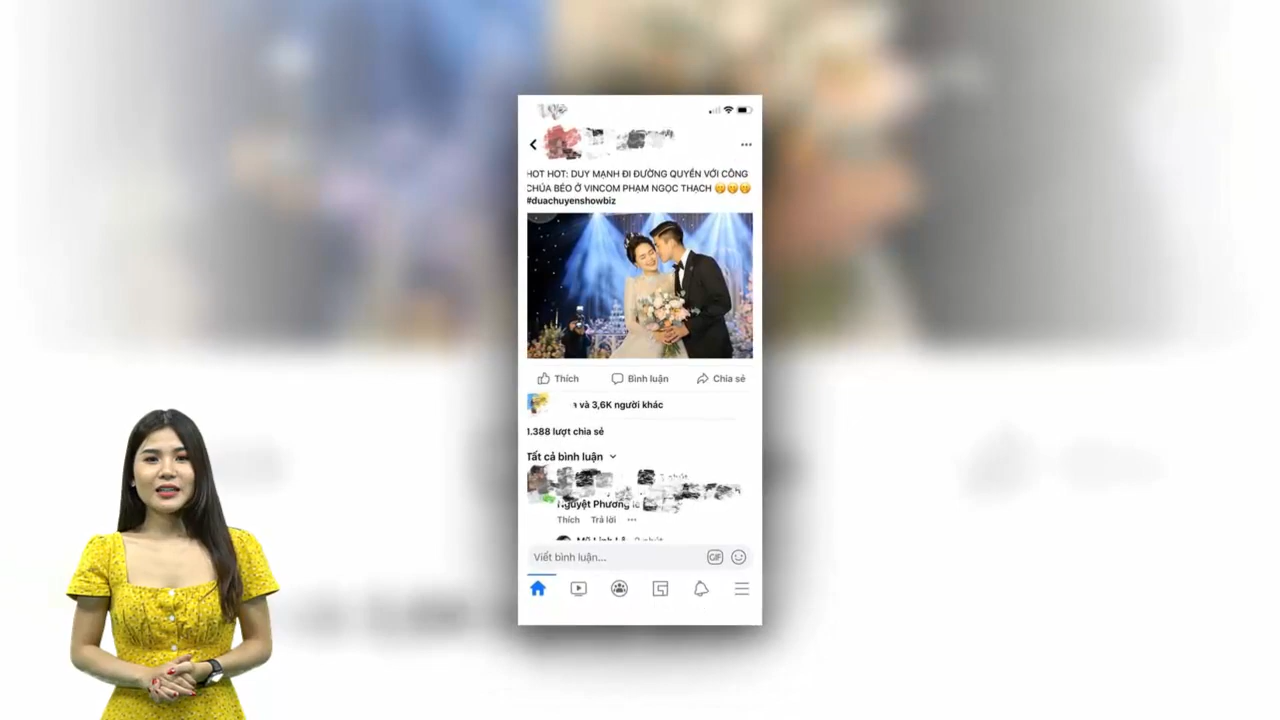 HOT HOT: DUY MẠNH ĐI ĐƯỜNG QUYỀN VỚI CÔNG
CHÚA BÉO Ở VINCOM PHẠM NGỌC THẠCH 🤭🤭🤭
#duachuyenshowbiz
Thích
Bình luận
Chia sẻ
và 3,6K người khác
1.388 lượt chia sẻ
Tất cả bình luận
Nguyệt Phương
Thích Trả lời ...
Viết bình luận...
GIF